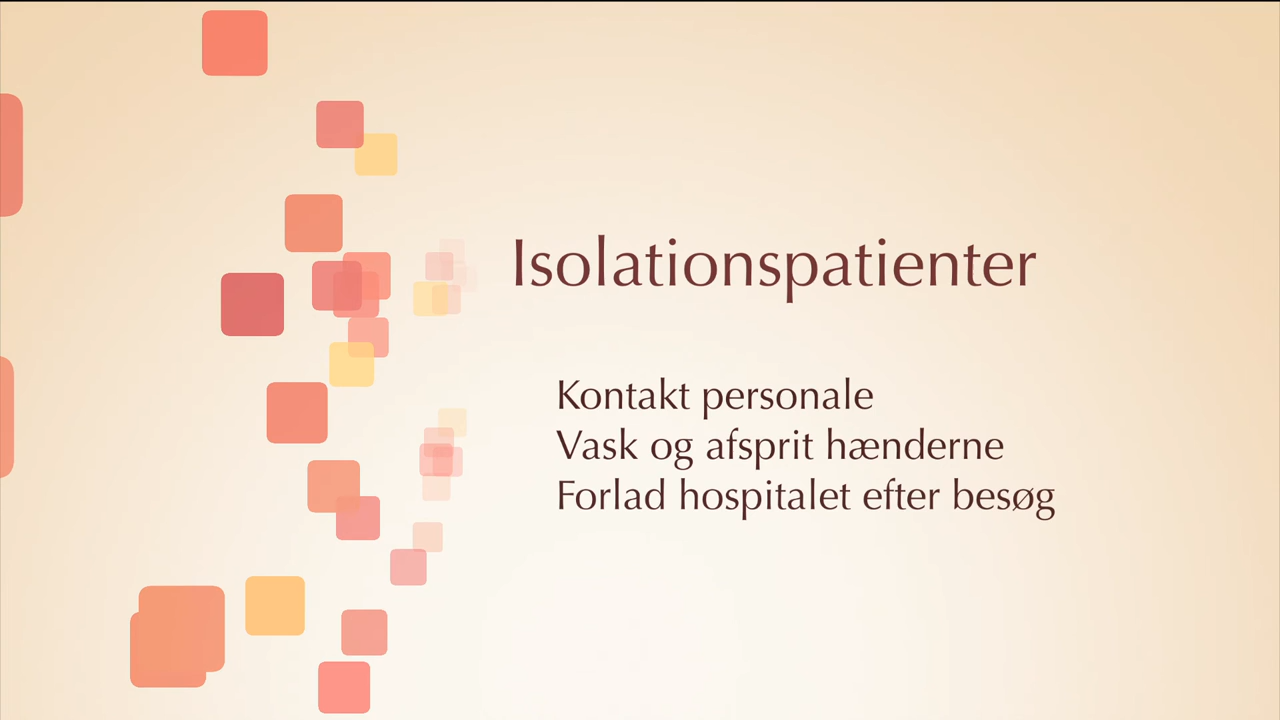 Isolationspatienter
Kontakt personale
Vask og afsprit hænderne
Forlad hospitalet efter besøg